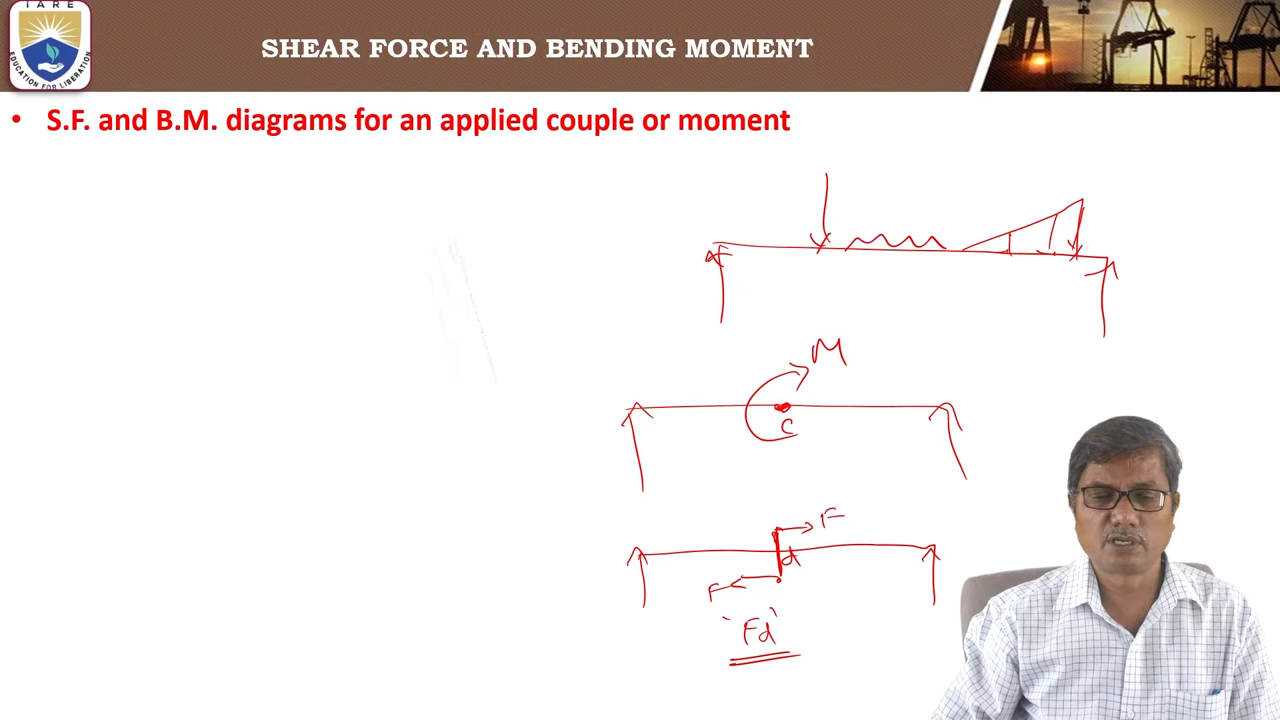 IARE
EDUCATION FOR LIBERATION
SHEAR FORCE AND BENDING MOMENT
• S.F. and B.M. diagrams for an applied couple or moment
M
C
F
d
F
'Fd'